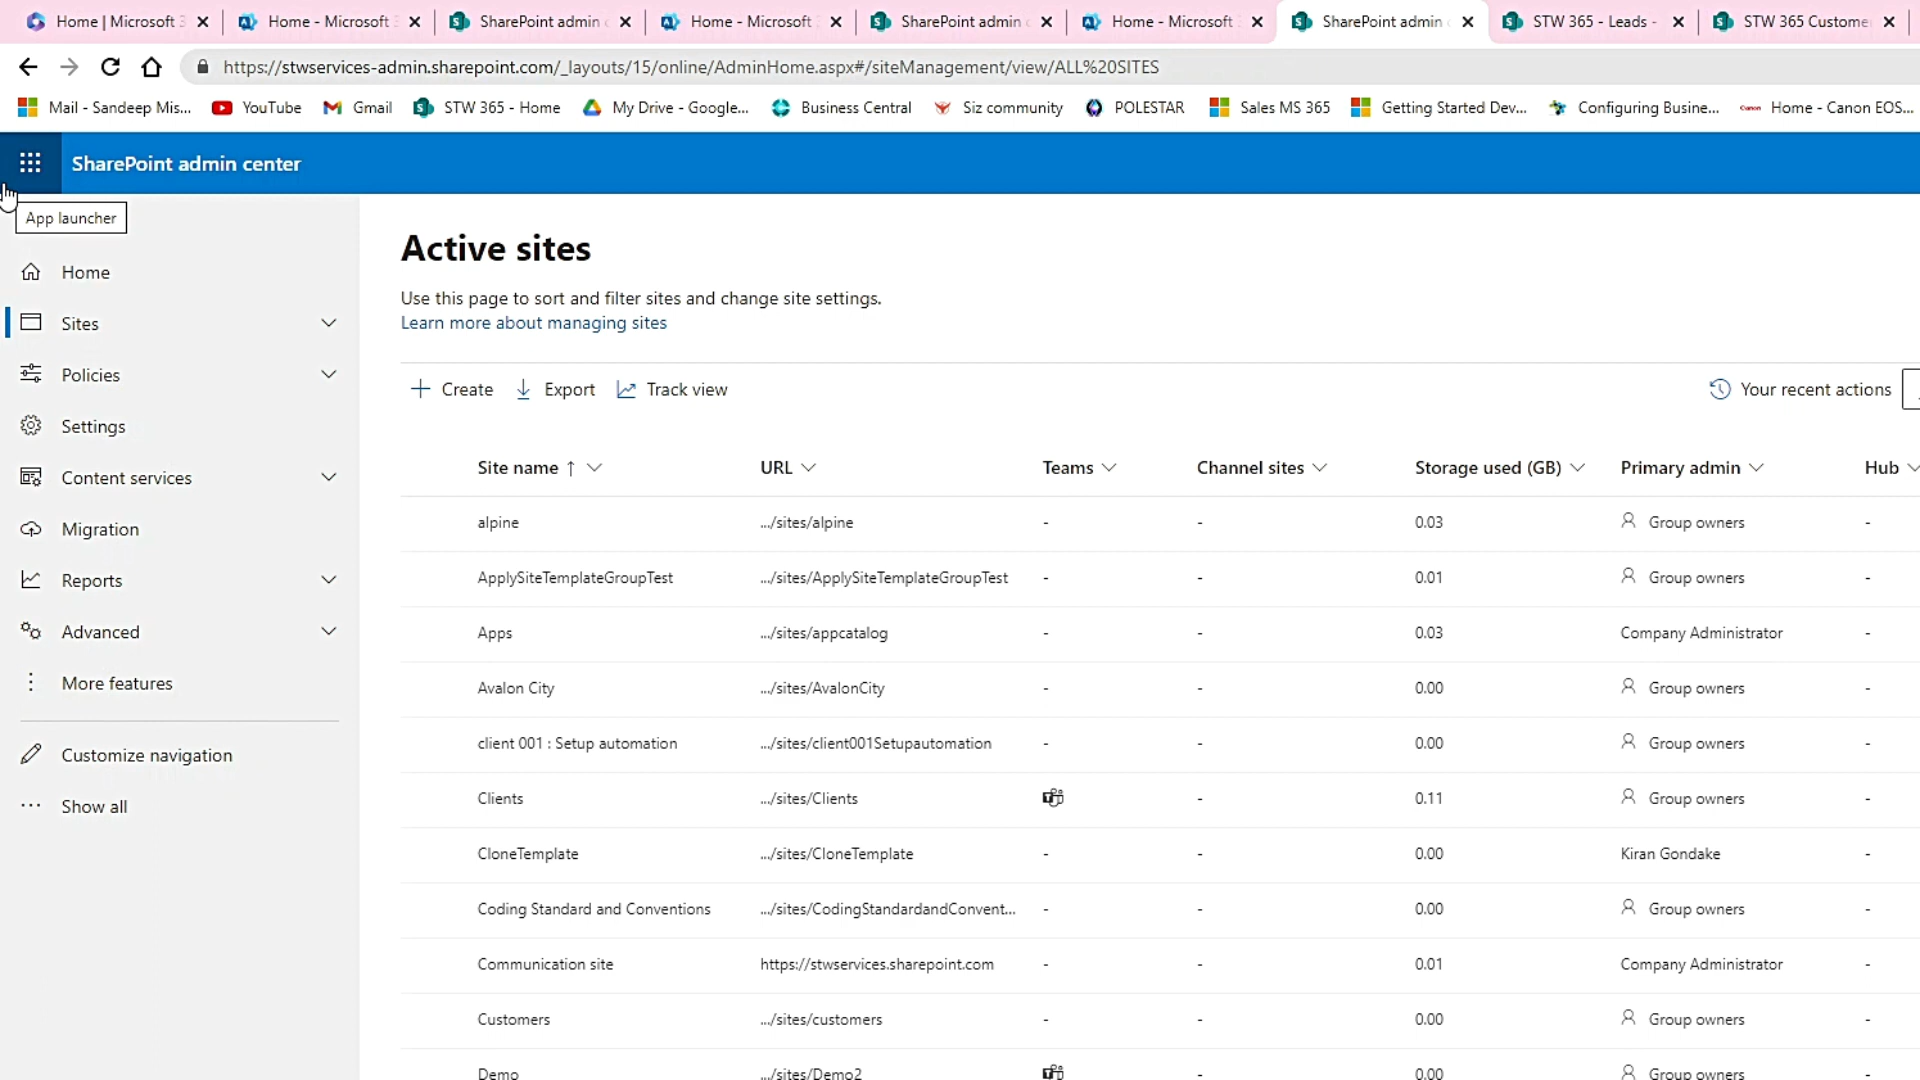 Home | Microsoft 3
Home - Microsoft 3
SharePoint admin c
Home - Microsoft 3
SharePoint admin c
Home - Microsoft 3
SharePoint admin c
STW 365 - Leads -
STW 365 Custome
https://stwservices-admin.sharepoint.com/_layouts/15/online/AdminHome.aspx#/siteManagement/view/ALL%20SITES
Mail - Sandeep Mis...
YouTube
Gmail
STW 365 - Home
My Drive - Google...
Business Central
Siz community
POLESTAR
Sales MS 365
Getting Started Dev...
Configuring Busine...
Home - Canon EOS...
SharePoint admin center
App launcher
Home
Sites
Policies
Settings
Content services
Migration
Reports
Advanced
More features
Customize navigation
Show all
Active sites
Use this page to sort and filter sites and change site settings.
Learn more about managing sites
Create Export Track view Your recent actions
Site name ↑ URL Teams Channel sites Storage used (GB) Primary admin Hub
alpine .../sites/alpine - - 0.03 Group owners -
ApplySiteTemplateGroupTest .../sites/ApplySiteTemplateGroupTest - - 0.01 Group owners -
Apps .../sites/appcatalog - - 0.03 Company Administrator -
Avalon City .../sites/AvalonCity - - 0.00 Group owners -
client 001 : Setup automation .../sites/client001Setupautomation - - 0.00 Group owners -
Clients .../sites/Clients - 0.11 Group owners -
CloneTemplate .../sites/CloneTemplate - - 0.00 Kiran Gondake -
Coding Standard and Conventions .../sites/CodingStandardandConvent... - - 0.00 Group owners -
Communication site https://stwservices.sharepoint.com - - 0.01 Company Administrator -
Customers .../sites/customers - - 0.00 Group owners -
Demo .../sites/Demo2 - 0.00 Group owners -